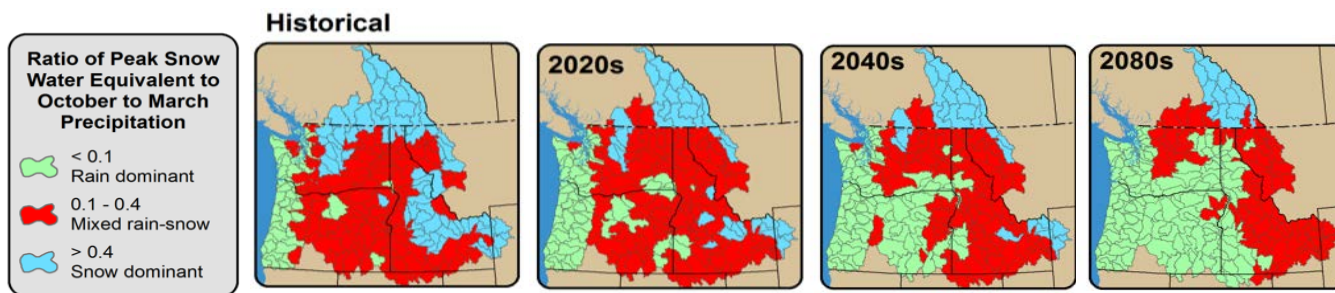 Ratio of Peak Snow
Water Equivalent to
October to March
Precipitation
< 0.1
Rain dominant
0.1 - 0.4
Mixed rain-snow
> 0.4
Snow dominant
Historical
2020s
2040s
2080s